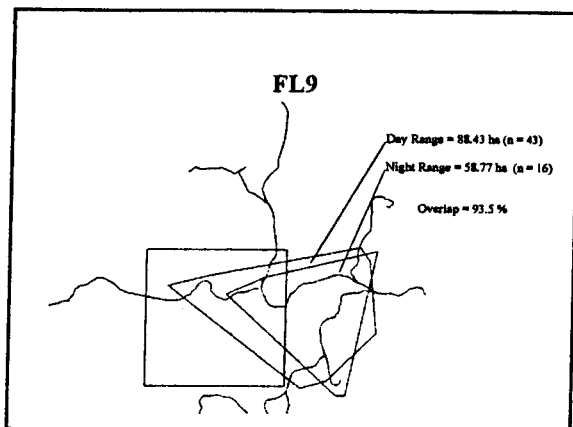 FL9
Day Range = 88.43 ha (n = 43)
Night Range = 58.77 ha (n = 16)
Overlap = 93.5 %